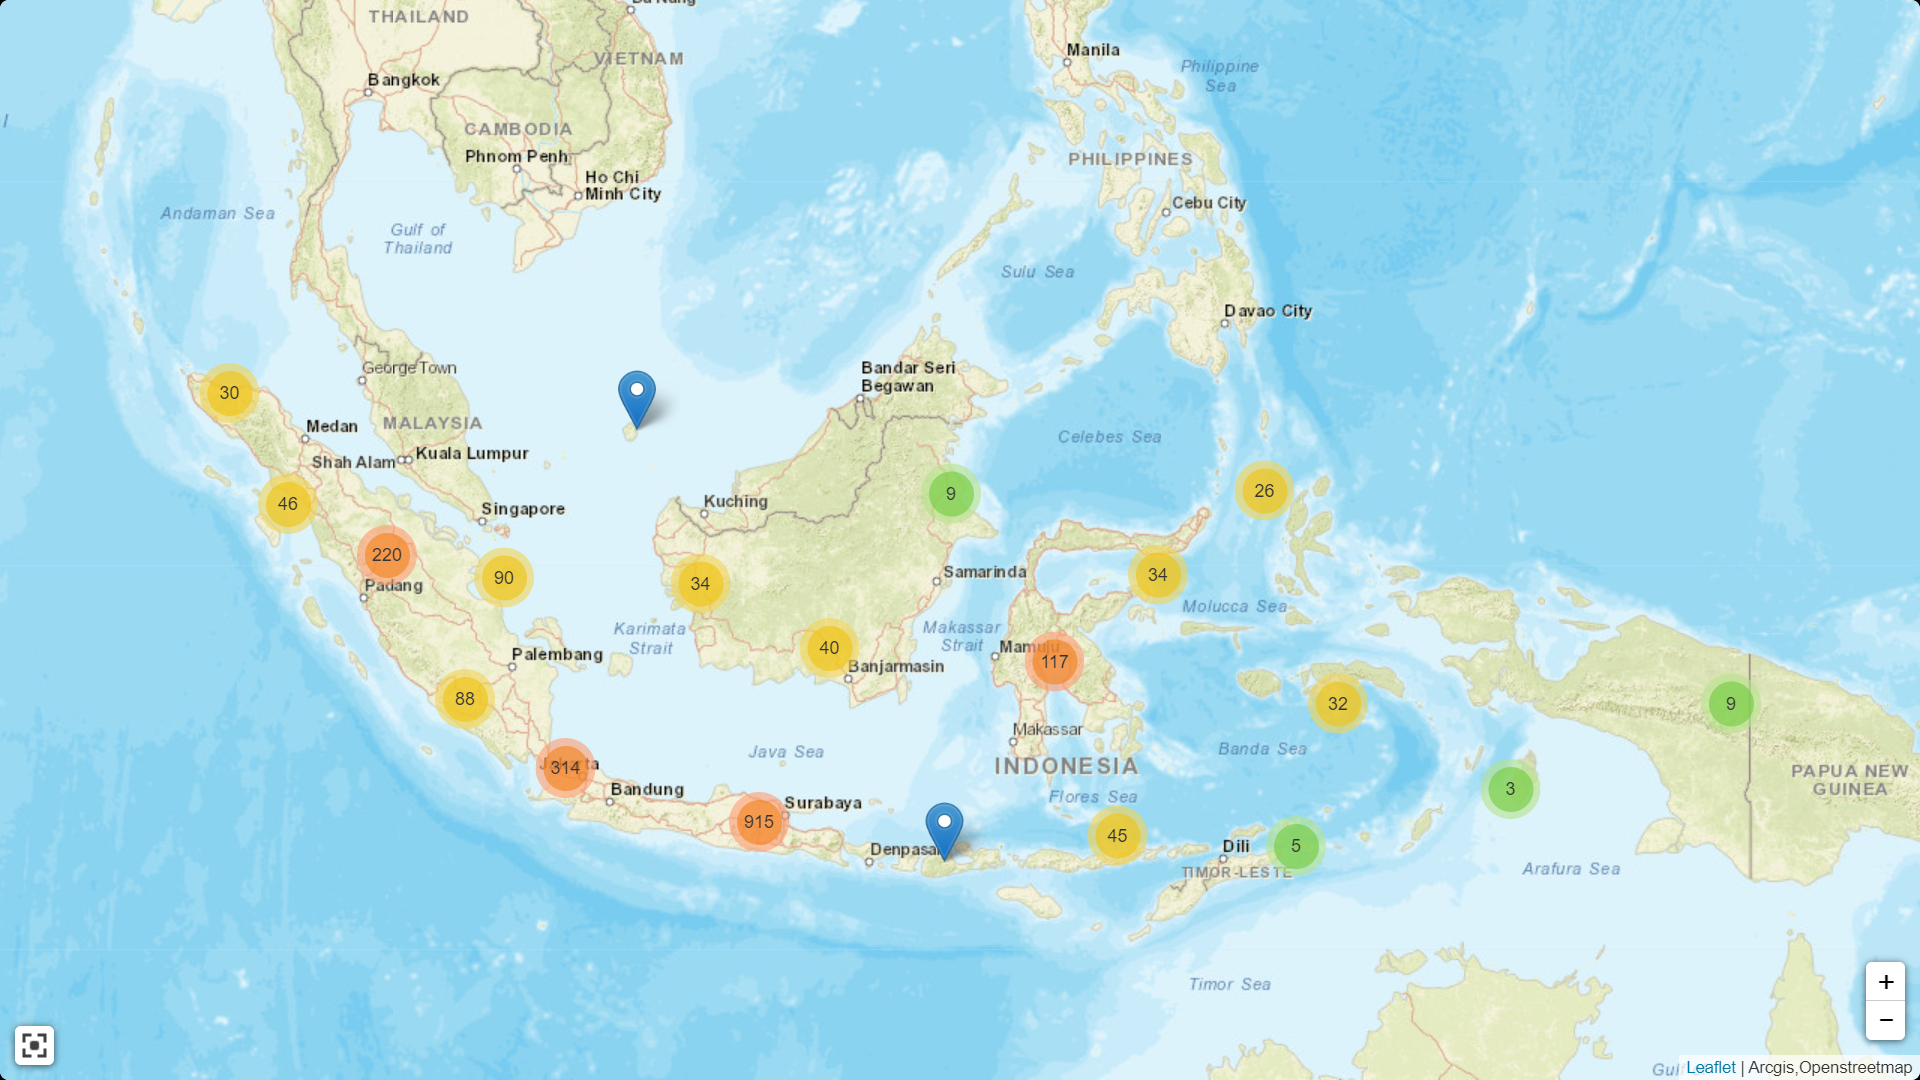 THAILAND
VIETNAM
Manila
Philippine
Sea
Bangkok
CAMBODIA
Phnom Penh
Ho Chi
Minh City
PHILIPPINES
Cebu City
Andaman Sea
Gulf of
Thailand
Sulu Sea
Davao City
George Town
Bandar Seri
Begawan
30
Medan
MALAYSIA
Celebes Sea
Shah Alam
Kuala Lumpur
46
Singapore
Kuching
9
26
220
90
34
Samarinda
34
Padang
Karimata
Strait
Makassar
Strait
Molucca Sea
Palembang
40
Banjarmasin
Mamuju
117
88
32
9
Makassar
Java Sea
Banda Sea
314
INDONESIA
PAPUA NEW
GUINEA
Bandung
Surabaya
Flores Sea
3
915
45
Denpasar
Dili
5
TIMOR-LESTE
Arafura Sea
Timor Sea
+
−
Leaflet | Arcgis,Openstreetmap